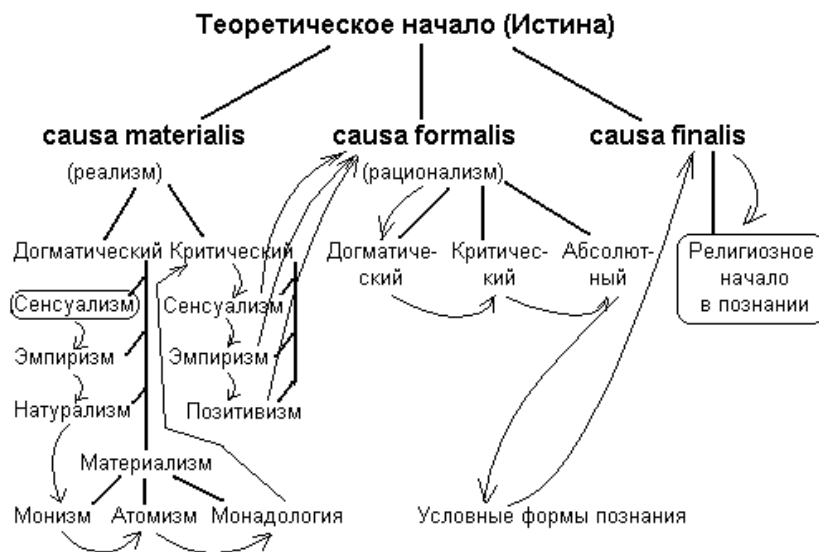 Теоретическое начало (Истина)
causa materialis causa formalis causa finalis
(реализм) (рационализм)
Догматический Критический Догматиче- Критичес- Абсолют- Религиозное
ский кий ный начало
в познании
Сенсуализм Сенсуализм
Эмпиризм Эмпиризм
Натурализм Позитивизм
Материализм
Монизм Атомизм Монадология Условные формы познания